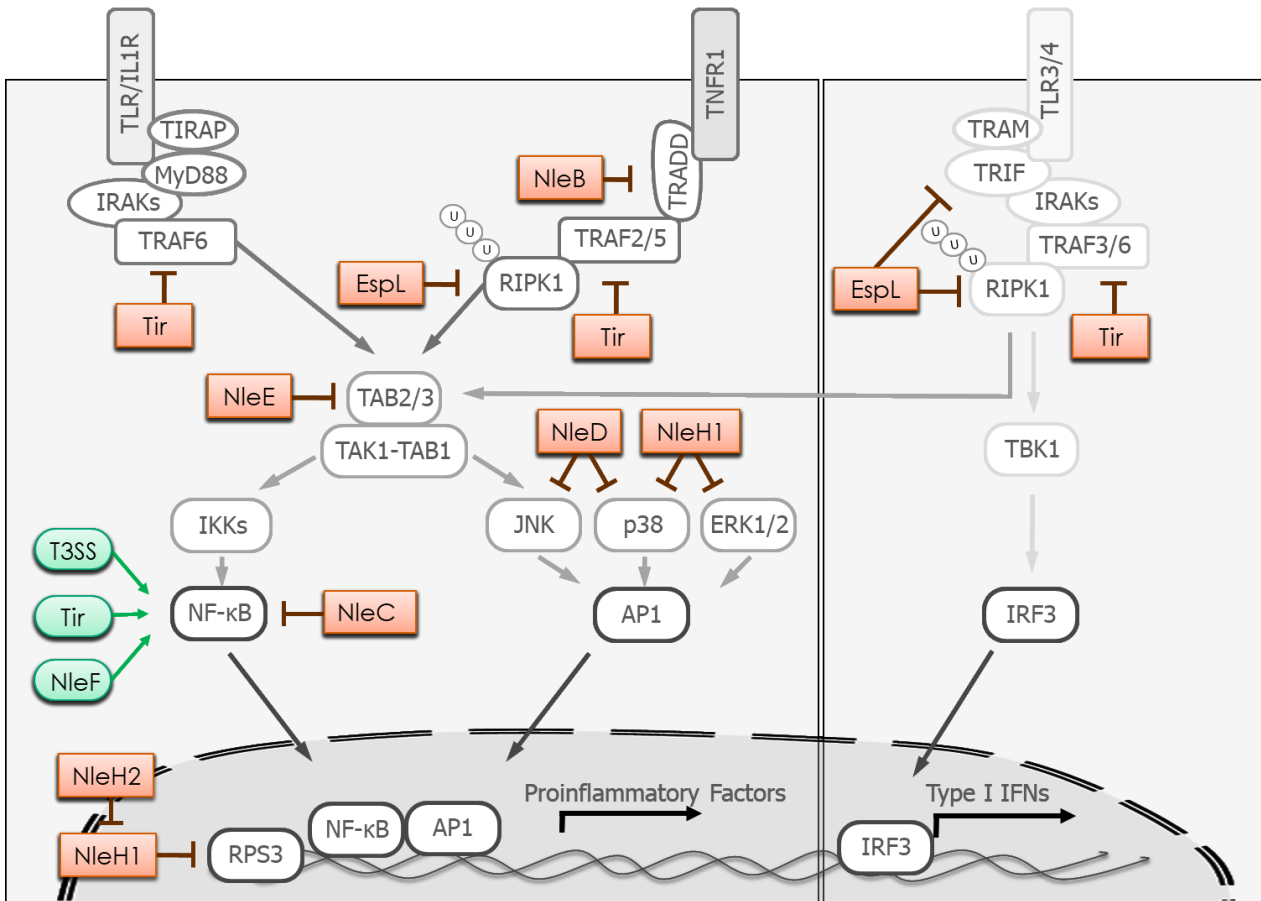 TLR/IL1R
TNFR1
TLR3/4
TIRAP
MyD88
IRAKs
TRAF6
Tir
NleB
TRADD
TRAF2/5
U
U
U
RIPK1
EspL
Tir
TRAM
TRIF
IRAKs
TRAF3/6
U
U
U
RIPK1
EspL
Tir
NleE
TAB2/3
TAK1-TAB1
NleD
NleH1
TBK1
IKKs
JNK
p38
ERK1/2
T3SS
Tir
NleF
NF-κB
NleC
AP1
IRF3
NleH2
NleH1
RPS3
NF-κB
AP1
Proinflammatory Factors
Type I IFNs
IRF3